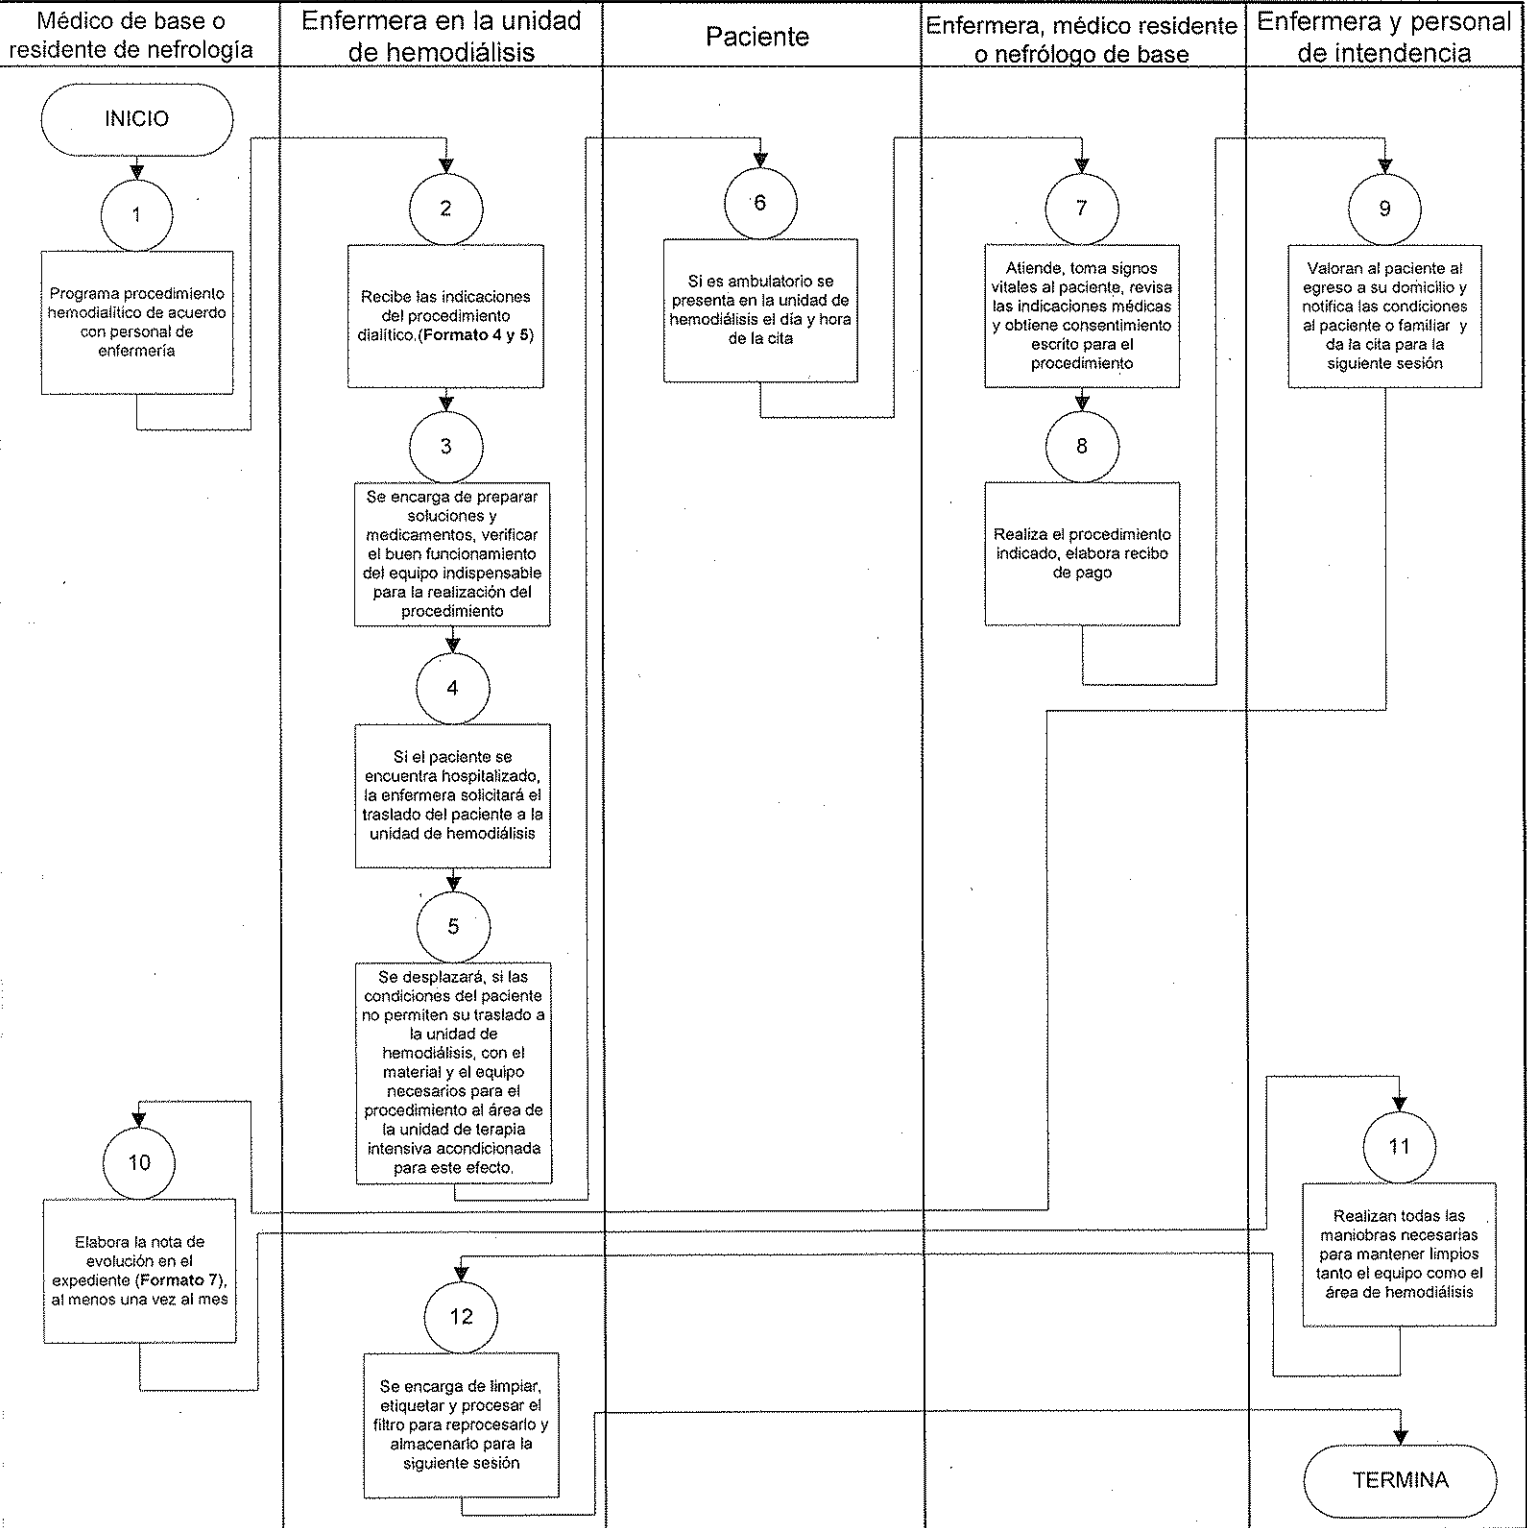 Médico de base o
residente de nefrología
Enfermera en la unidad
de hemodiálisis
Paciente
Enfermera, médico residente
o nefrólogo de base
Enfermera y personal
de intendencia
INICIO
1
Programa procedimiento
hemodialítico de acuerdo
con personal de
enfermería
2
Recibe las indicaciones
del procedimiento
dialítico.(Formato 4 y 5)
3
Se encarga de preparar
soluciones y
medicamentos, verificar
el buen funcionamiento
del equipo indispensable
para la realización del
procedimiento
4
Si el paciente se
encuentra hospitalizado,
la enfermera solicitará el
traslado del paciente a la
unidad de hemodiálisis
5
Se desplazará, si las
condiciones del paciente
no permiten su traslado a
la unidad de
hemodiálisis, con el
material y el equipo
necesarios para el
procedimiento al área de
la unidad de terapia
intensiva acondicionada
para este efecto.
6
Si es ambulatorio se
presenta en la unidad de
hemodiálisis el día y hora
de la cita
7
Atiende, toma signos
vitales al paciente, revisa
las indicaciones médicas
y obtiene consentimiento
escrito para el
procedimiento
8
Realiza el procedimiento
indicado, elabora recibo
de pago
9
Valoran al paciente al
egreso a su domicilio y
notifica las condiciones
al paciente o familiar y
da la cita para la
siguiente sesión
10
Elabora la nota de
evolución en el
expediente (Formato 7),
al menos una vez al mes
11
Realizan todas las
maniobras necesarias
para mantener limpios
tanto el equipo como el
área de hemodiálisis
12
Se encarga de limpiar,
etiquetar y procesar el
filtro para reprocesarlo y
almacenarlo para la
siguiente sesión
TERMINA